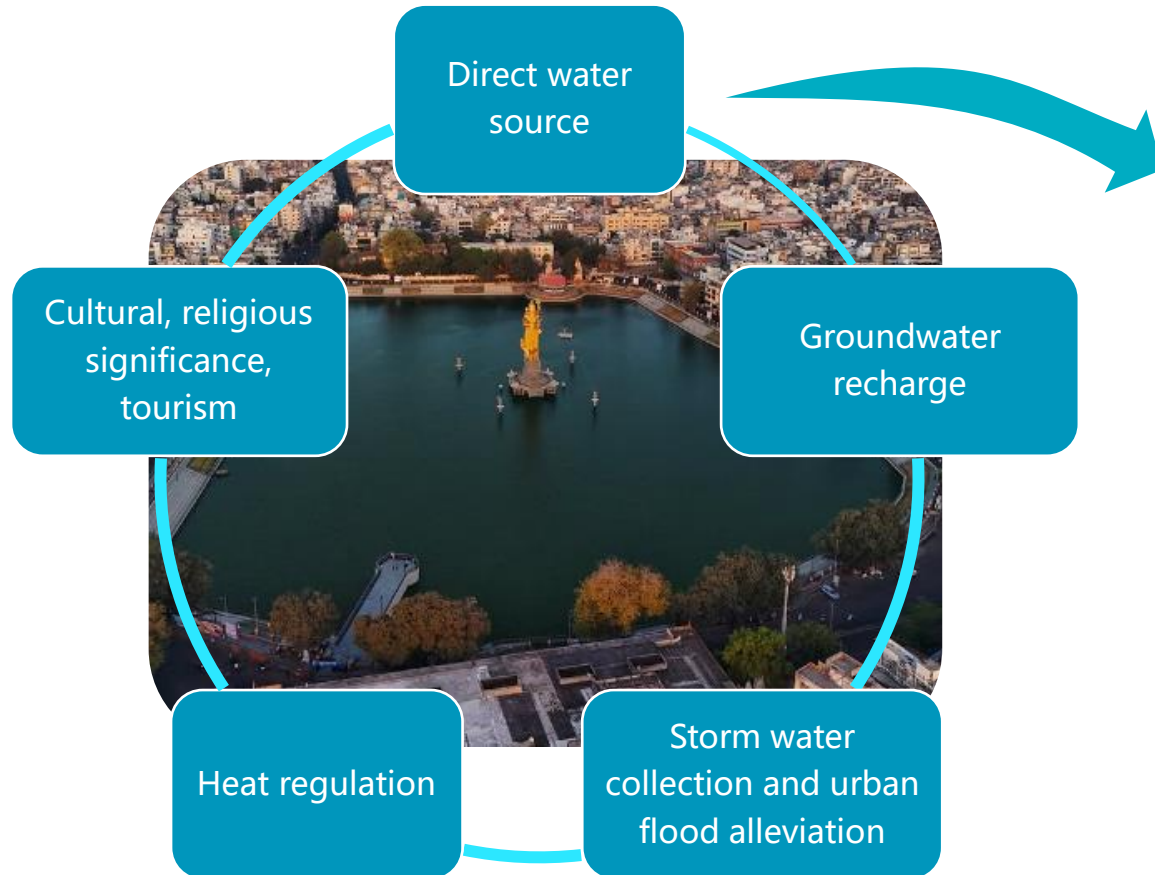 Direct water
source
Groundwater
recharge
Storm water
collection and urban
flood alleviation
Heat regulation
Cultural, religious
significance,
tourism